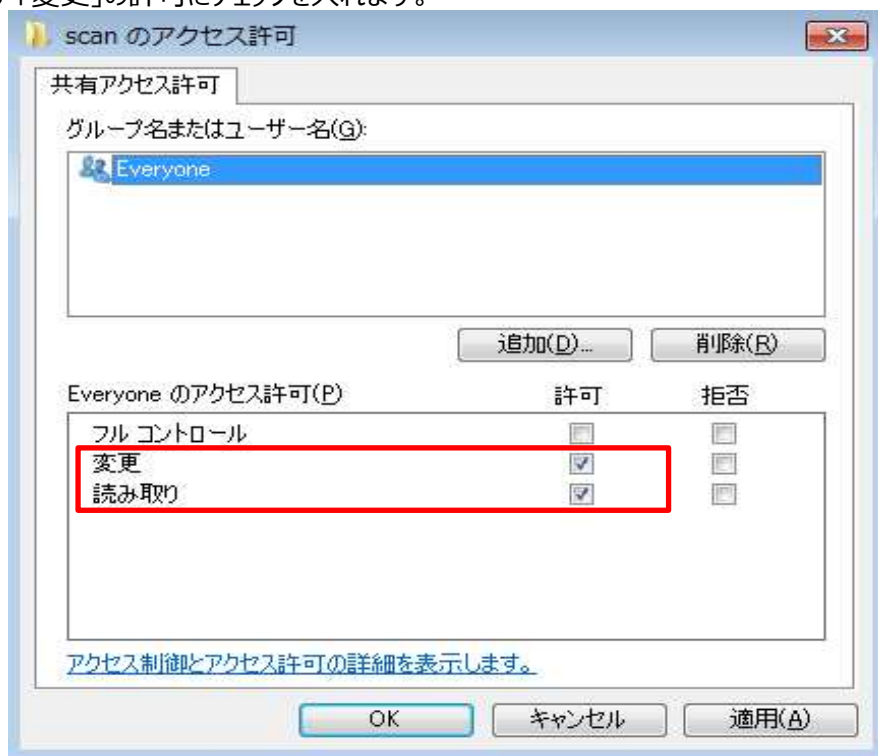 「変更」の許可にチェックを入れます。
scan のアクセス許可
共有アクセス許可
グループ名またはユーザー名(G):
Everyone
追加(D)...
削除(R)
Everyone のアクセス許可(P)
許可
拒否
フル コントロール
変更
読み取り
アクセス制御とアクセス許可の詳細を表示します。
OK
キャンセル
適用(A)